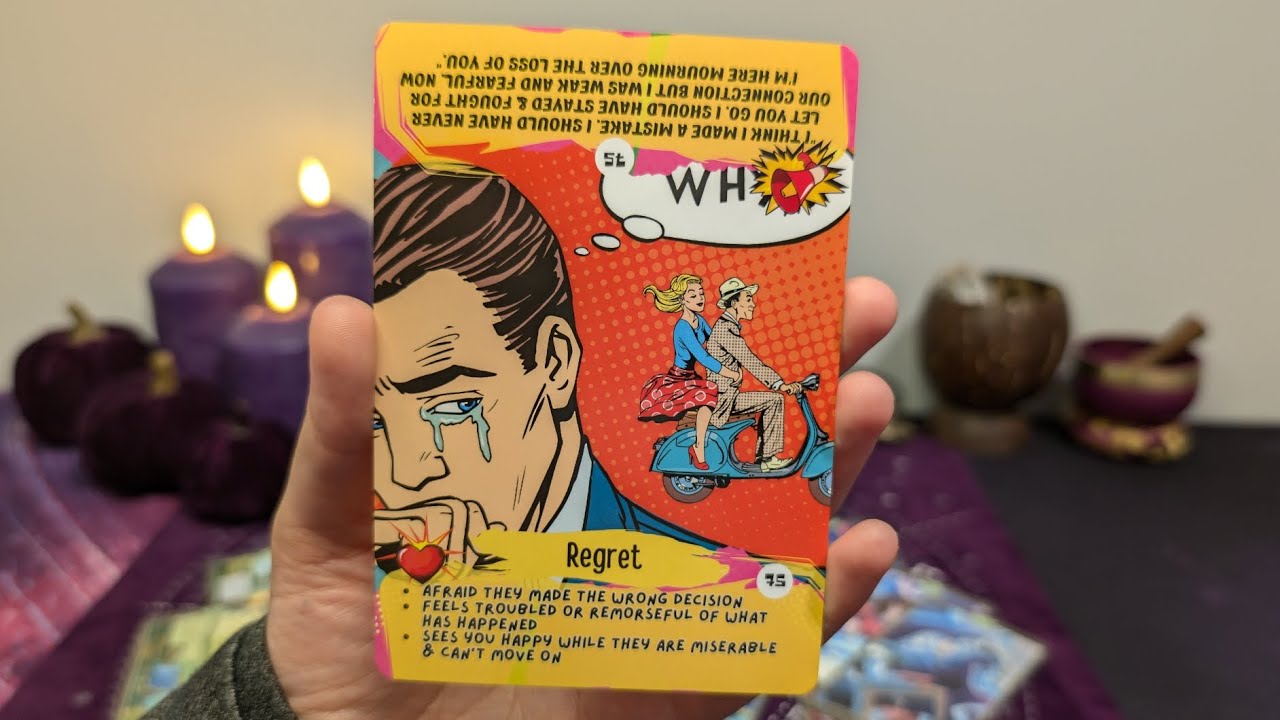 "I THINK I MADE A MISTAKE. I SHOULD HAVE NEVER
LET YOU GO. I SHOULD HAVE STAYED & FOUGHT FOR
OUR CONNECTION BUT I WAS WEAK AND FEARFUL. NOW
I'M HERE MOURNING OVER THE LOSS OF YOU."
75
WH
Regret
75
• AFRAID THEY MADE THE WRONG DECISION
• FEELS TROUBLED OR REMORSEFUL OF WHAT
HAS HAPPENED
• SEES YOU HAPPY WHILE THEY ARE MISERABLE
& CAN'T MOVE ON